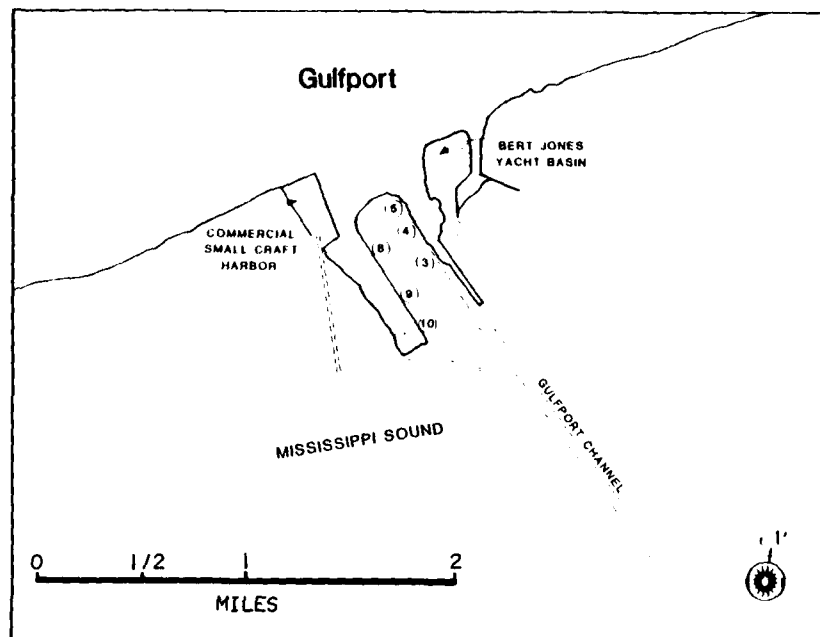 Gulfport
BERT JONES
YACHT BASIN
COMMERCIAL
SMALL CRAFT
HARBOR
(5)
(4)
(8)
(3)
(9)
(10)
GULFPORT CHANNEL
MISSISSIPPI SOUND
0 1/2 1 2
MILES